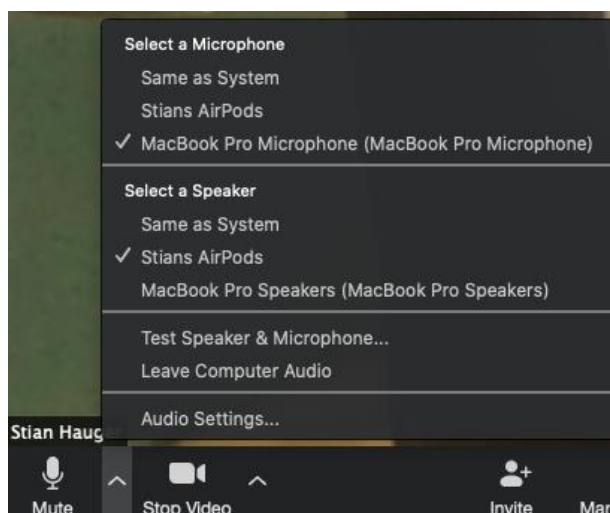 Select a Microphone
Same as System
Stians AirPods
✓ MacBook Pro Microphone (MacBook Pro Microphone)
Select a Speaker
Same as System
✓ Stians AirPods
MacBook Pro Speakers (MacBook Pro Speakers)
Test Speaker & Microphone...
Leave Computer Audio
Audio Settings...
Stian Hauge
Mute Stop Video Invite Mar